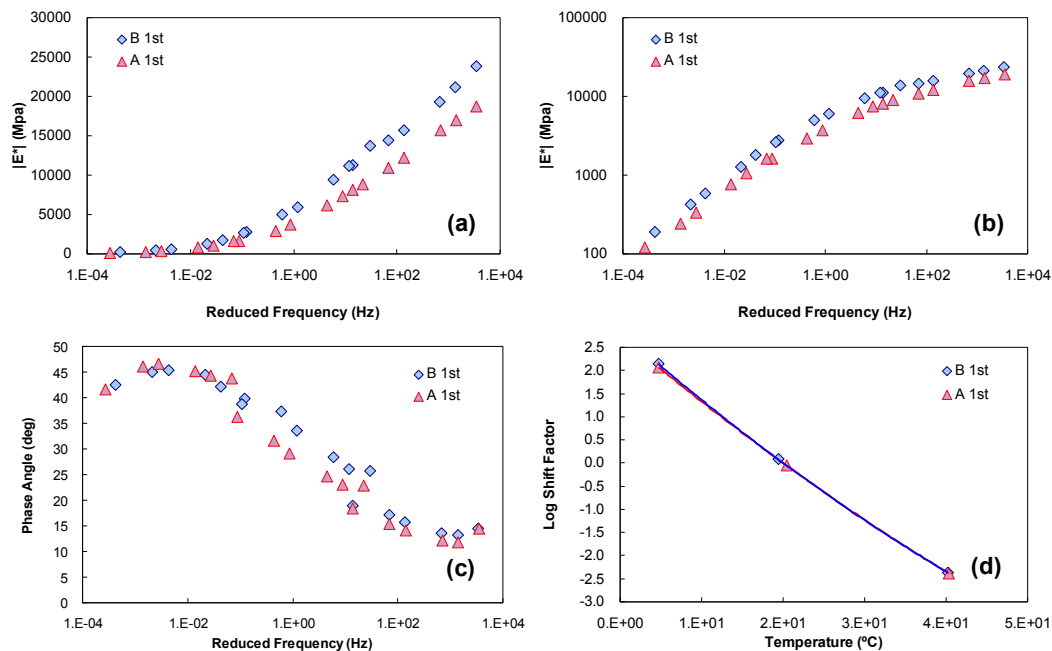 30000
25000
20000
15000
10000
5000
0
|E*| (Mpa)
B 1st
A 1st
(a)
1.E-04 1.E-02 1.E+00 1.E+02 1.E+04
Reduced Frequency (Hz)
100000
10000
1000
100
|E*| (Mpa)
B 1st
A 1st
(b)
1.E-04 1.E-02 1.E+00 1.E+02 1.E+04
Reduced Frequency (Hz)
50
45
40
35
30
25
20
15
10
5
0
Phase Angle (deg)
B 1st
A 1st
(c)
1.E-04 1.E-02 1.E+00 1.E+02 1.E+04
Reduced Frequency (Hz)
2.5
2.0
1.5
1.0
0.5
0.0
-0.5
-1.0
-1.5
-2.0
-2.5
-3.0
Log Shift Factor
B 1st
A 1st
(d)
0.E+00 1.E+01 2.E+01 3.E+01 4.E+01 5.E+01
Temperature (ºC)